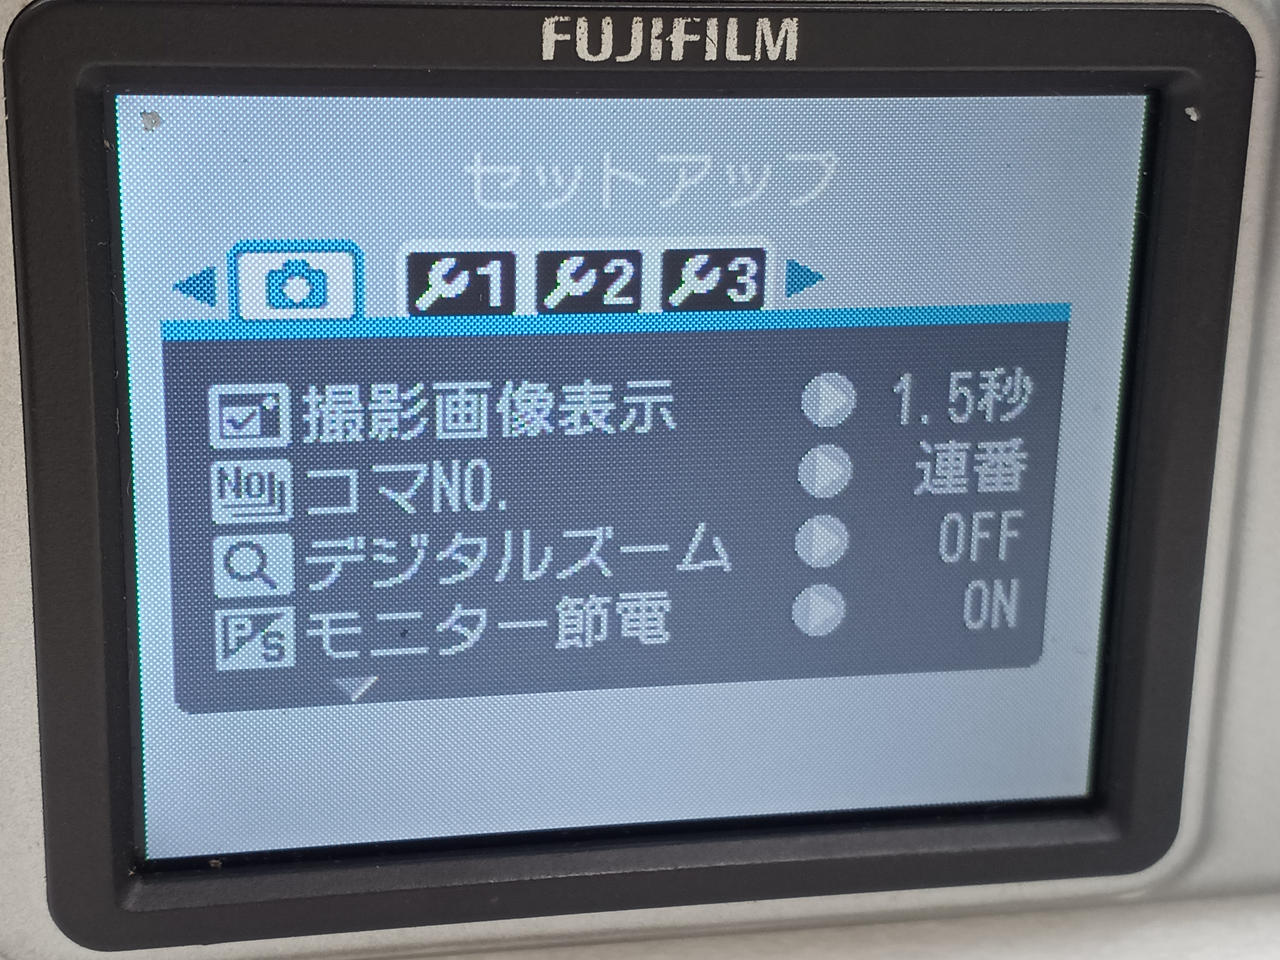 FUJIFILM
セットアップ
1 2 3
撮影画像表示 1.5秒
No コマNO. 連番
デジタルズーム OFF
P/S モニター節電 ON